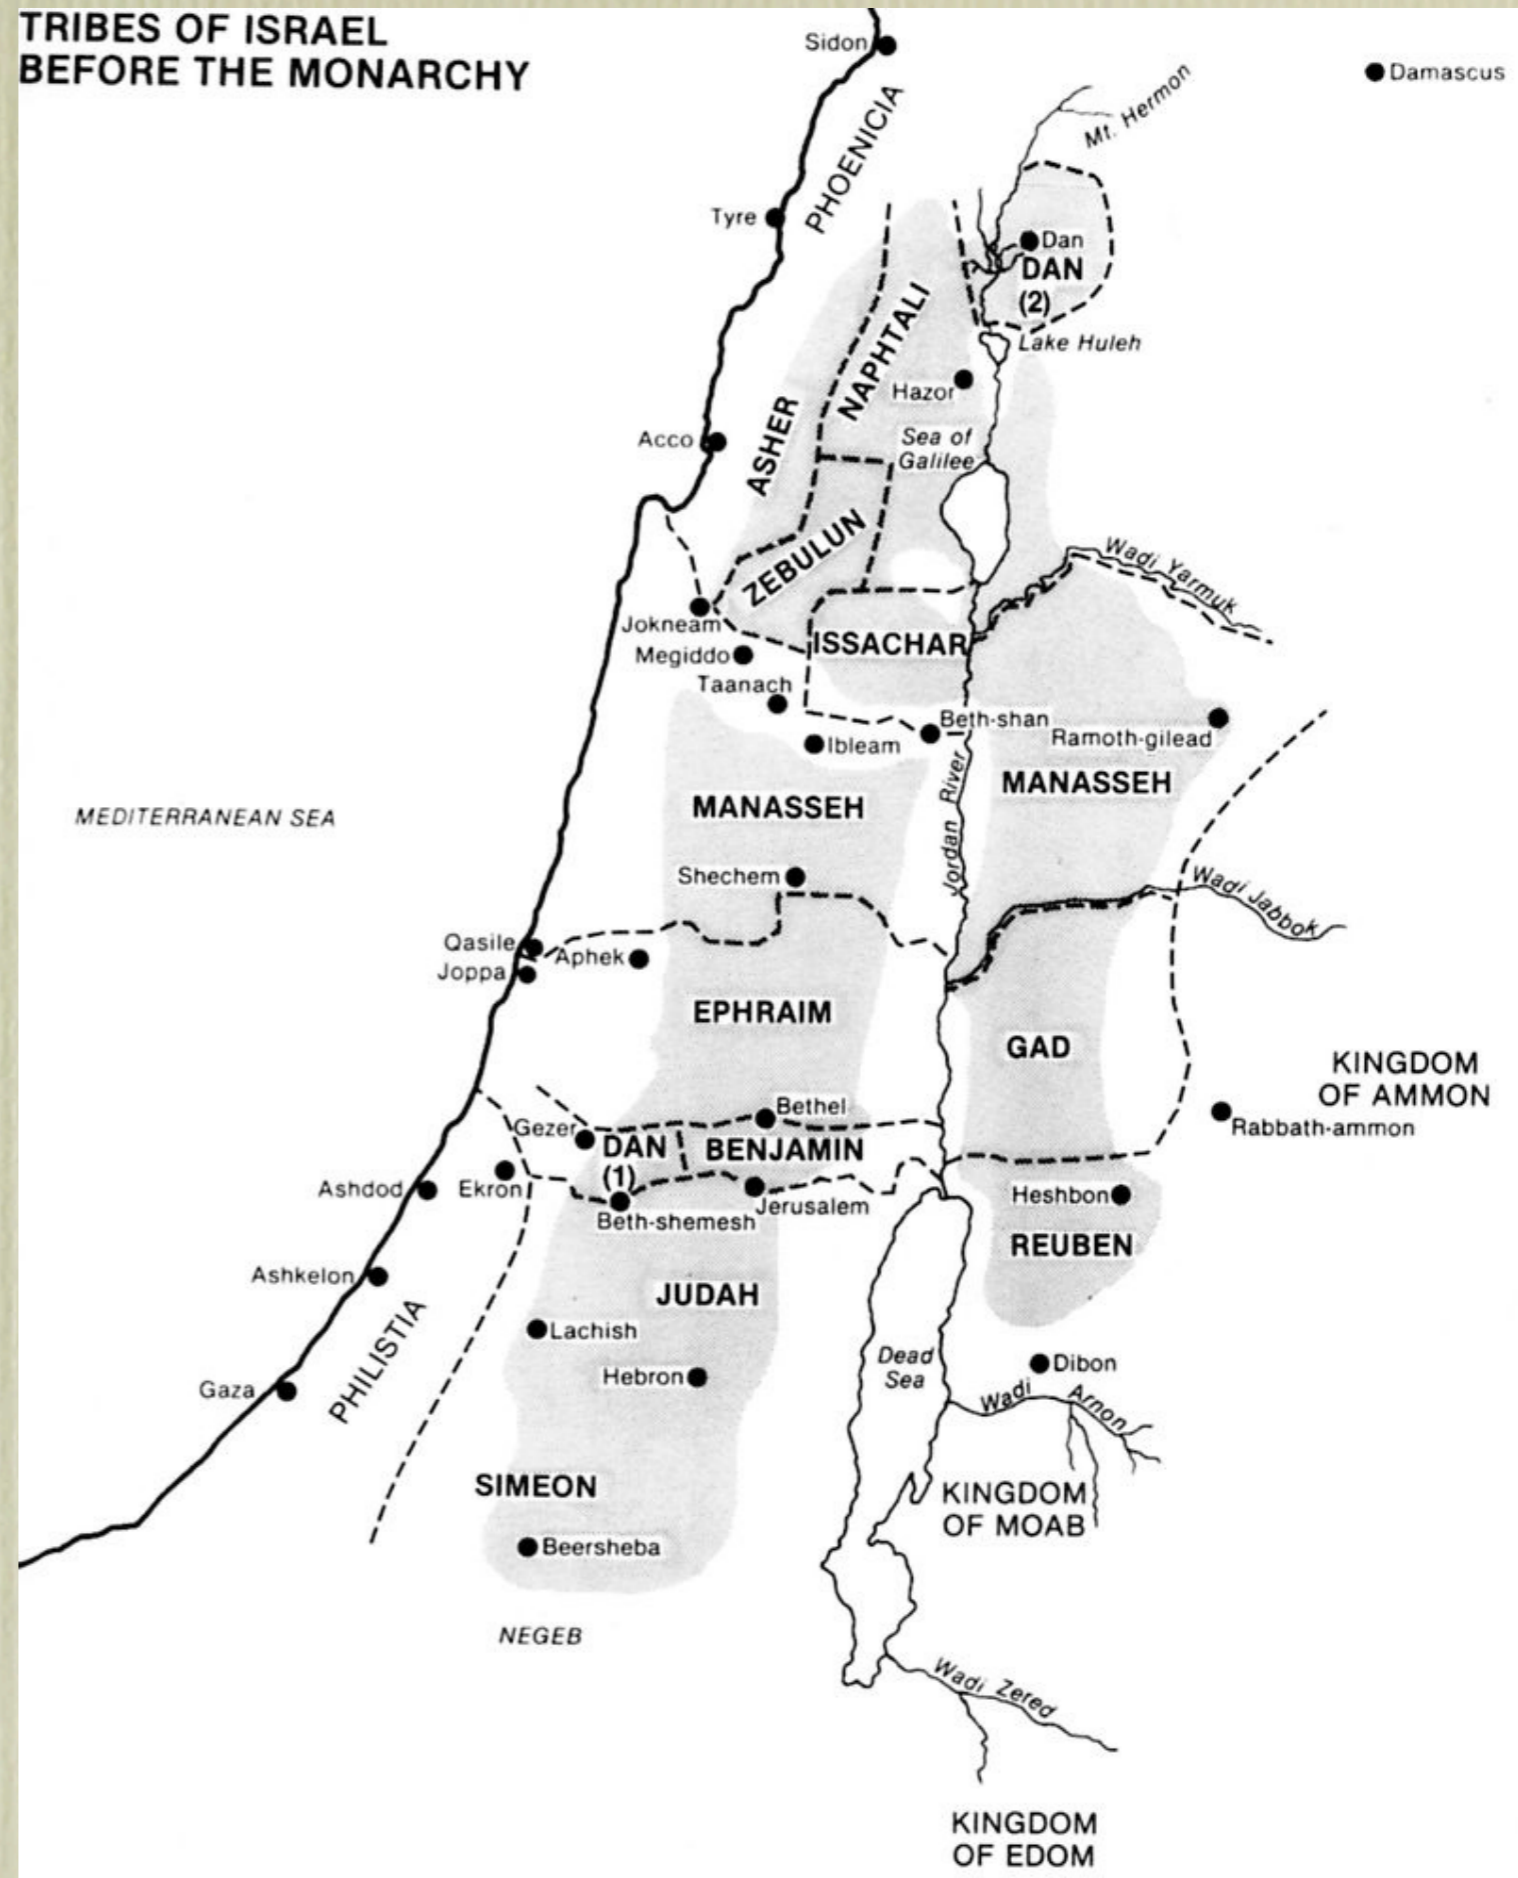 TRIBES OF ISRAEL
BEFORE THE MONARCHY
Sidon
Damascus
Mt. Hermon
PHOENICIA
Tyre
Dan
DAN
(2)
Lake Huleh
NAPHTALI
Hazor
ASHER
Acco
Sea of
Galilee
ZEBULUN
Wadi Yarmuk
Jokneam
ISSACHAR
Megiddo
Taanach
Beth-shan
Ramoth-gilead
Ibleam
MANASSEH
MANASSEH
MEDITERRANEAN SEA
Jordan River
Shechem
Wadi Jabbok
Qasile
Aphek
Joppa
EPHRAIM
GAD
KINGDOM
OF AMMON
Bethel
Gezer
Rabbath-ammon
DAN
(1)
BENJAMIN
Ashdod
Ekron
Heshbon
Jerusalem
Beth-shemesh
REUBEN
Ashkelon
JUDAH
PHILISTIA
Lachish
Dead
Sea
Dibon
Hebron
Gaza
Wadi Arnon
SIMEON
KINGDOM
OF MOAB
Beersheba
NEGEB
Wadi Zered
KINGDOM
OF EDOM